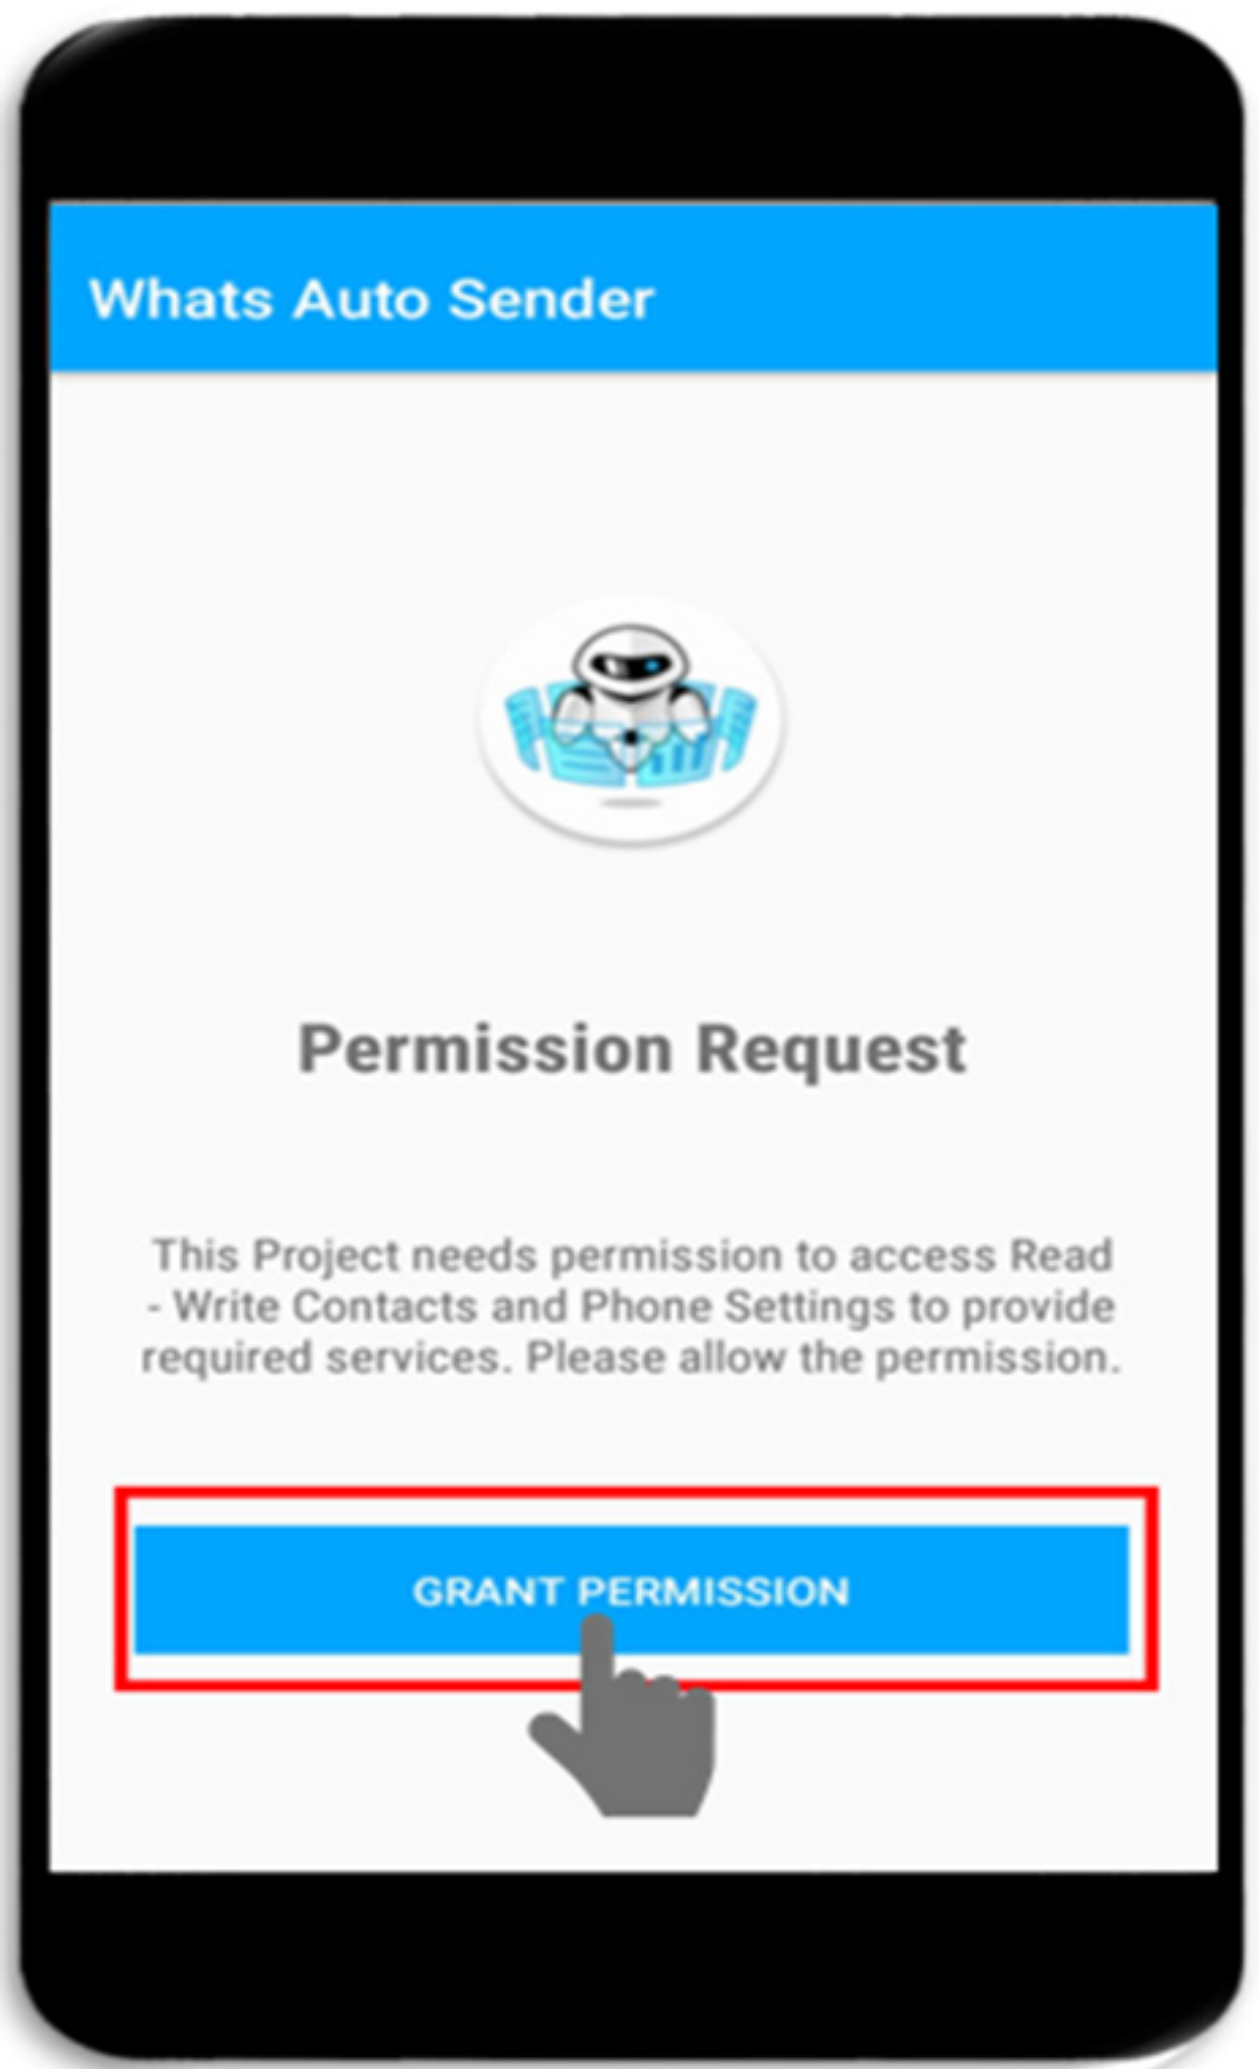 Whats Auto Sender
Permission Request
This Project needs permission to access Read
- Write Contacts and Phone Settings to provide
required services. Please allow the permission.
GRANT PERMISSION